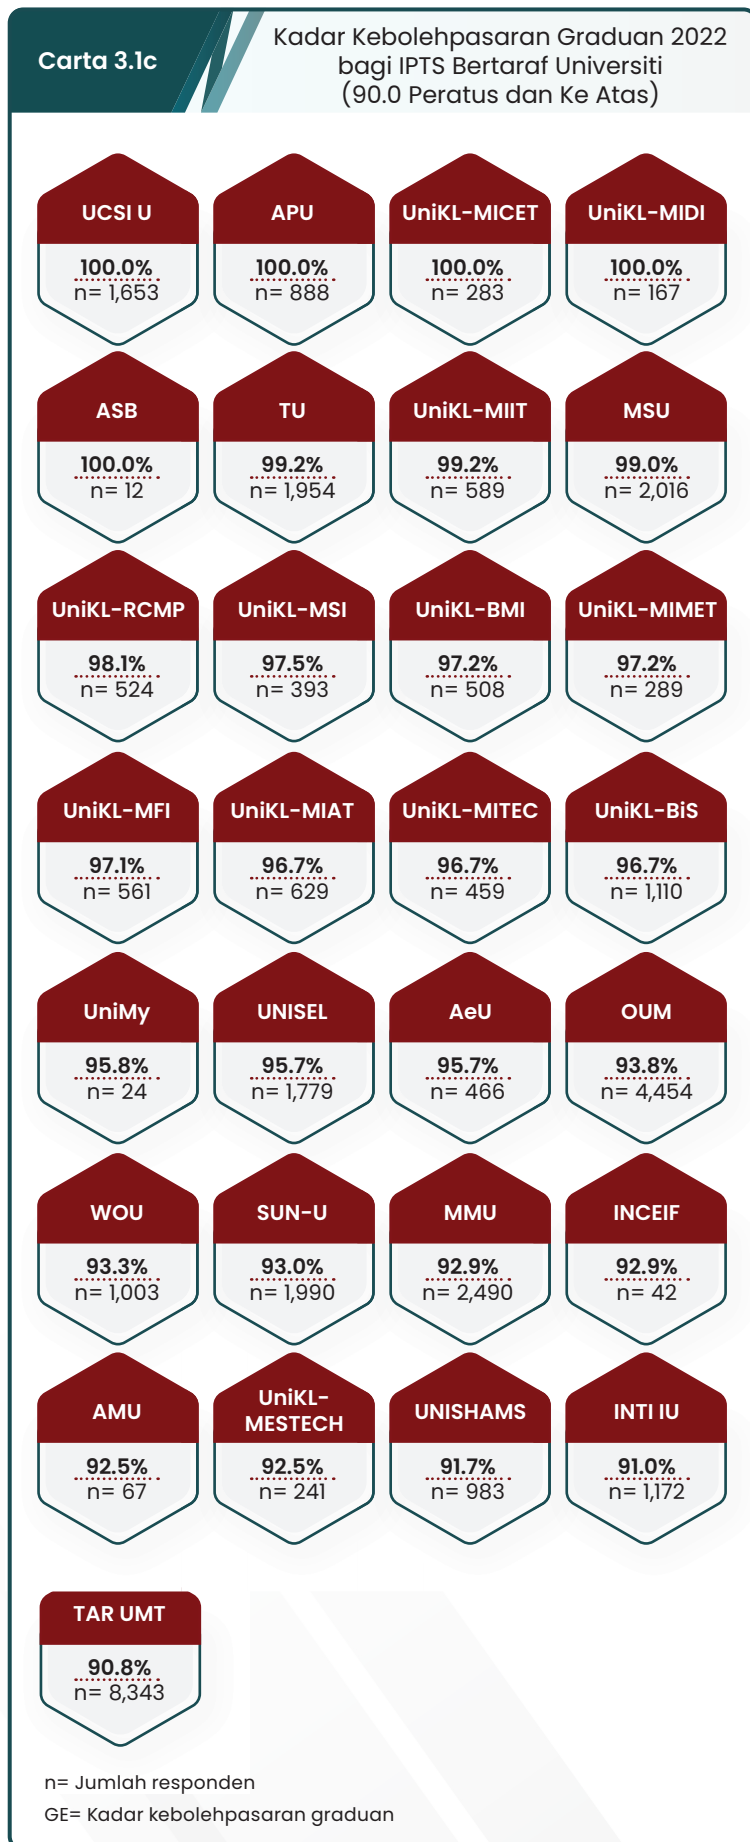 Carta 3.1c
Kadar Kebolehpasaran Graduan 2022
bagi IPTS Bertaraf Universiti
(90.0 Peratus dan Ke Atas)
UCSI U
100.0%
n= 1,653
APU
100.0%
n= 888
UniKL-MICET
100.0%
n= 283
UniKL-MIDI
100.0%
n= 167
ASB
100.0%
n= 12
TU
99.2%
n= 1,954
UniKL-MIIT
99.2%
n= 589
MSU
99.0%
n= 2,016
UniKL-RCMP
98.1%
n= 524
UniKL-MSI
97.5%
n= 393
UniKL-BMI
97.2%
n= 508
UniKL-MIMET
97.2%
n= 289
UniKL-MFI
97.1%
n= 561
UniKL-MIAT
96.7%
n= 629
UniKL-MITEC
96.7%
n= 459
UniKL-BiS
96.7%
n= 1,110
UniMy
95.8%
n= 24
UNISEL
95.7%
n= 1,779
AeU
95.7%
n= 466
OUM
93.8%
n= 4,454
WOU
93.3%
n= 1,003
SUN-U
93.0%
n= 1,990
MMU
92.9%
n= 2,490
INCEIF
92.9%
n= 42
AMU
92.5%
n= 67
UniKL-
MESTECH
92.5%
n= 241
UNISHAMS
91.7%
n= 983
INTI IU
91.0%
n= 1,172
TAR UMT
90.8%
n= 8,343
n= Jumlah responden
GE= Kadar kebolehpasaran graduan